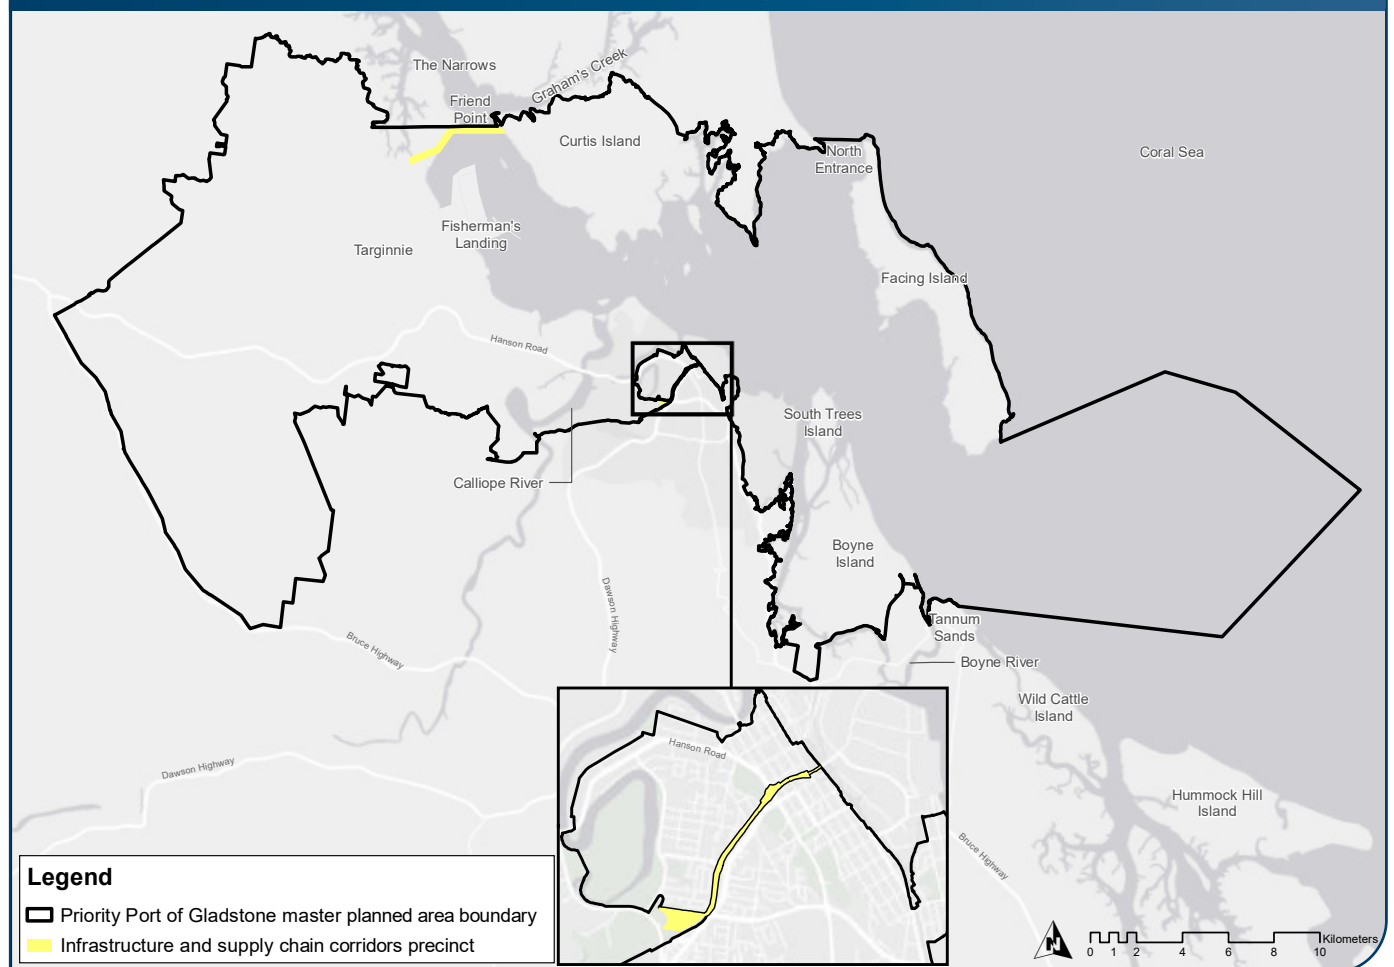 The Narrows
Graham's Creek
Friend
Point
Curtis Island
North
Entrance
Coral Sea
Fisherman's
Landing
Targinnie
Facing Island
Hanson Road
South Trees
Island
Calliope River
Boyne
Island
Dawson Highway
Tannum
Sands
Bruce Highway
Boyne River
Wild Cattle
Island
Hanson Road
Dawson Highway
Hummock Hill
Island
Bruce Highway
Legend
Priority Port of Gladstone master planned area boundary
Infrastructure and supply chain corridors precinct
N
Kilometers
0 1 2 4 6 8 10